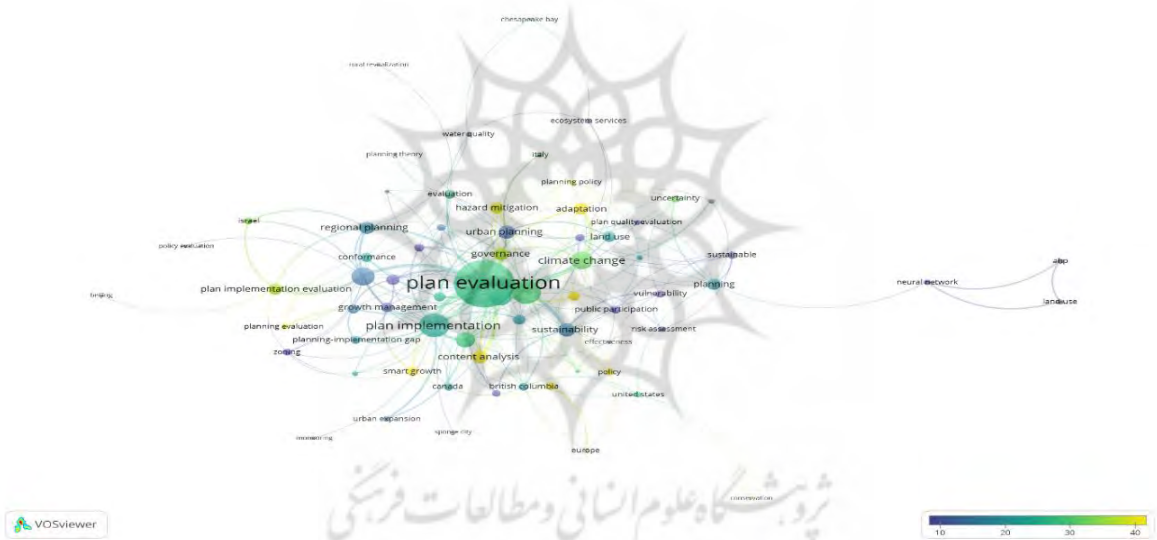 chesapeake bay
rural revitalization
ecosystem services
water quality
planning theory
italy
planning policy
evaluation
uncertainty
hazard mitigation
adaptation
israel
plan quality evaluation
regional planning
urban planning
land use
policy evaluation
governance
sustainable
conformance
climate change
plan evaluation
neural network
planning
plan implementation evaluation
beijing
vulnerability
growth management
public participation
land-use
planning evaluation
plan implementation
sustainability
risk assessment
planning-implementation gap
effectiveness
zoning
content analysis
smart growth
policy
canada
british columbia
united states
urban expansion
sponge city
monitoring
europe
پژوهشگاه علوم انسانی و مطالعات فرهنگی
conservation
VOSviewer
10 20 30 40